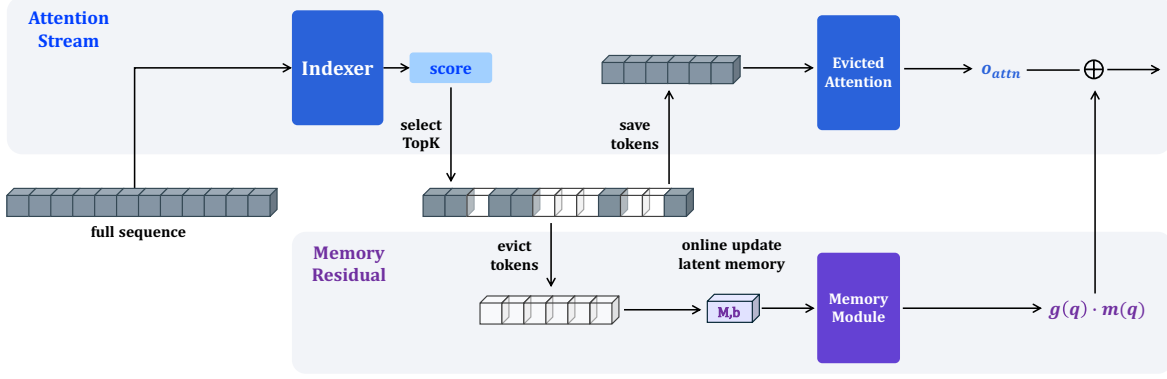 Attention
Stream
Indexer
score
select
TopK
save
tokens
Evicted
Attention
o_attn
⊕
full sequence
Memory
Residual
evict
tokens
online update
latent memory
M,b
Memory
Module
g(q) · m(q)